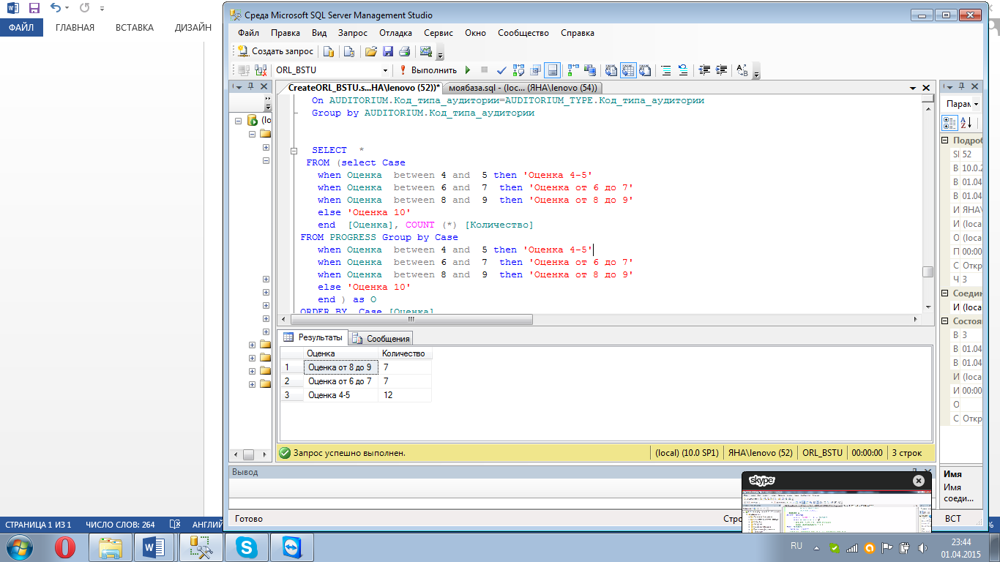 ФАЙЛ
ГЛАВНАЯ
ВСТАВКА
ДИЗАЙН
Среда Microsoft SQL Server Management Studio
Файл Правка Вид Запрос Отладка Сервис Окно Сообщество Справка
Создать запрос
ORL_BSTU
Выполнить
CreateORL_BSTU.s...НА\lenovo (52))*
моябаза.sql - (loc... (ЯНА\lenovo (54))
On AUDITORIUM.Код_типа_аудитории=AUDITORIUM_TYPE.Код_типа_аудитории
Group by AUDITORIUM.Код_типа_аудитории
SELECT *
FROM (select Case
when Оценка between 4 and 5 then 'Оценка 4-5'
when Оценка between 6 and 7 then 'Оценка от 6 до 7'
when Оценка between 8 and 9 then 'Оценка от 8 до 9'
else 'Оценка 10'
end [Оценка], COUNT (*) [Количество]
FROM PROGRESS Group by Case
when Оценка between 4 and 5 then 'Оценка 4-5'
when Оценка between 6 and 7 then 'Оценка от 6 до 7'
when Оценка between 8 and 9 then 'Оценка от 8 до 9'
else 'Оценка 10'
end ) as O
ORDER BY Case [Оценка]
(lo
Результаты
Сообщения
Оценка Количество
1 Оценка от 8 до 9 7
2 Оценка от 6 до 7 7
3 Оценка 4-5 12
Запрос успешно выполнен.
(local) (10.0 SP1)
ЯНА\lenovo (52)
ORL_BSTU
00:00:00
3 строк
Парам
Подроб
SI 52
В 10.0.2
В 01.04
В 01.04
И ЯНА\
И (loca
О (loca
П 00:00
С Откр
Ч 3
Соедин
И (loca
Состоя
В 3
В 01.04
В 01.04
И (loca
И 00:00
О
С Откр
Имя
Имя
соеди...
Вывод
skype
Готово
Стро
ВСТ
СТРАНИЦА 1 ИЗ 1
ЧИСЛО СЛОВ: 264
АНГЛИЙ
%
RU
23:44
01.04.2015